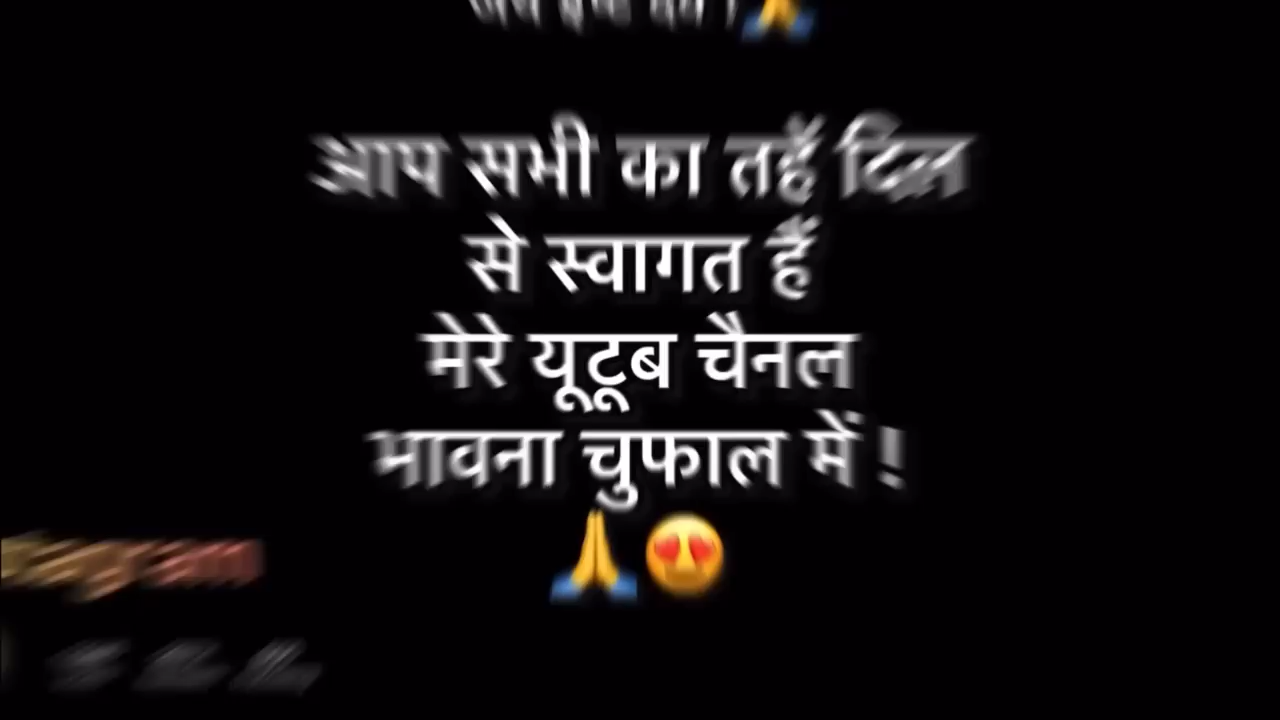 आप सभी का तहॅं दिल
से स्वागत हैं
मेरे यूटूब चैनल
भावना चुफाल में !
🙏😍